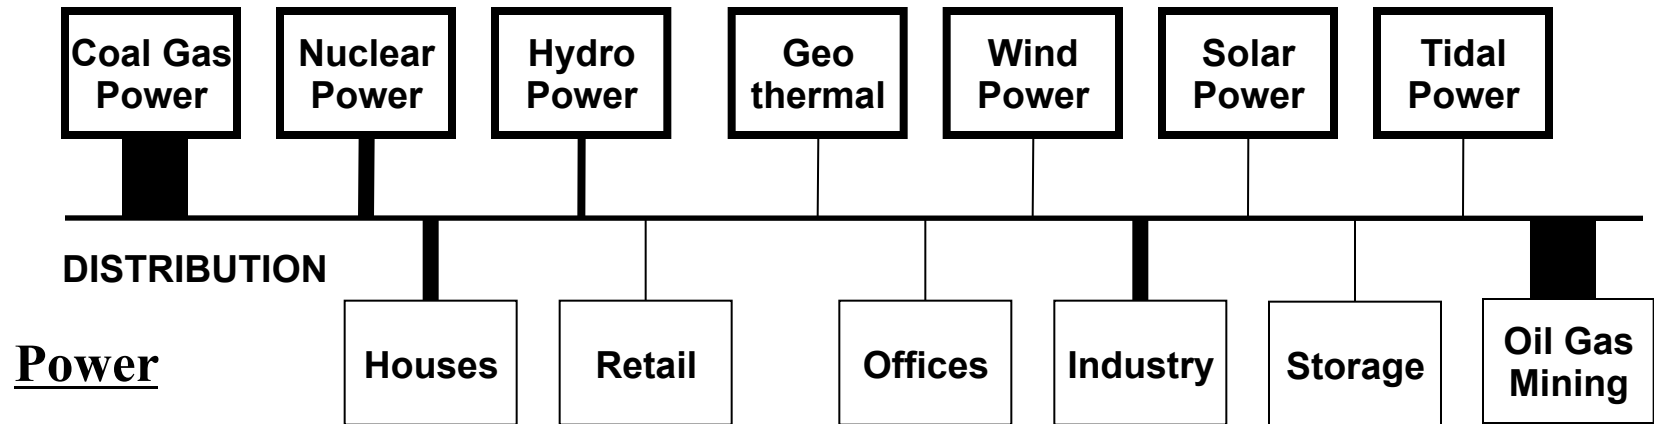 Coal Gas
Power
Nuclear
Power
Hydro
Power
Geo
thermal
Wind
Power
Solar
Power
Tidal
Power
DISTRIBUTION
Power
Houses
Retail
Offices
Industry
Storage
Oil Gas
Mining